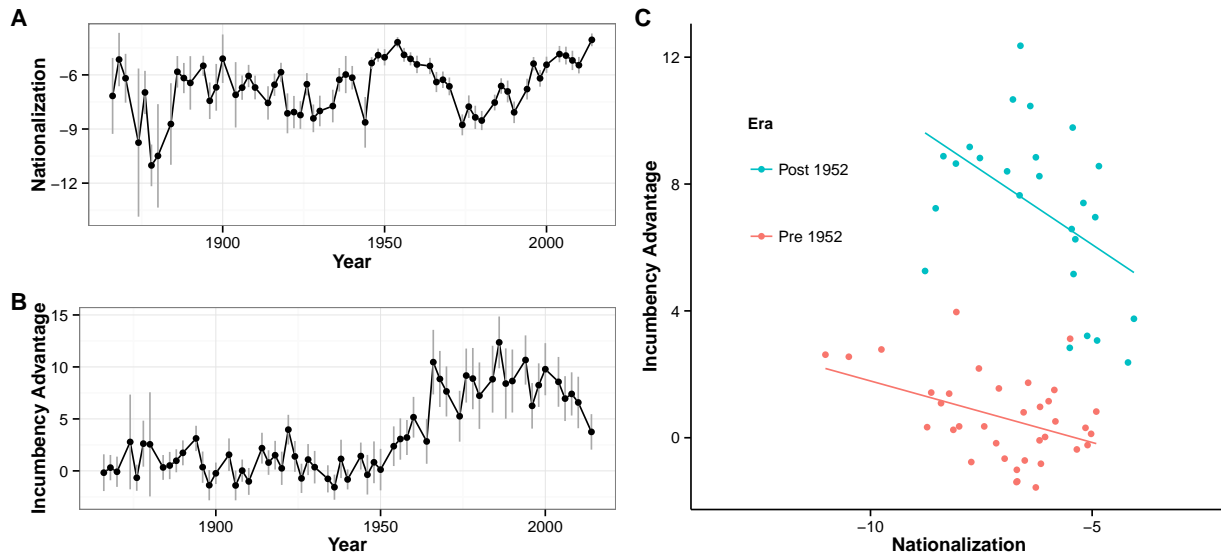 A
Nationalization
−6
−9
−12
1900
1950
2000
Year
B
Incumbency Advantage
15
10
5
0
1900
1950
2000
Year
C
Incumbency Advantage
12
8
4
0
Era
Post 1952
Pre 1952
−10
−5
Nationalization